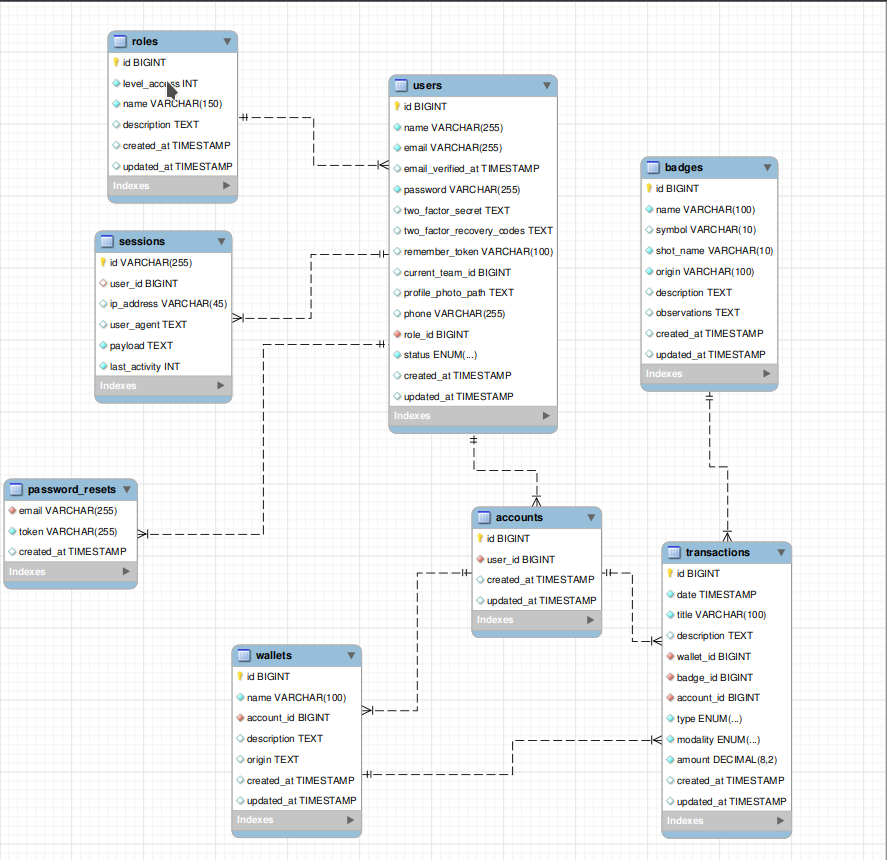 roles
id BIGINT
level_access INT
name VARCHAR(150)
description TEXT
created_at TIMESTAMP
updated_at TIMESTAMP
Indexes
users
id BIGINT
name VARCHAR(255)
email VARCHAR(255)
email_verified_at TIMESTAMP
password VARCHAR(255)
two_factor_secret TEXT
two_factor_recovery_codes TEXT
remember_token VARCHAR(100)
current_team_id BIGINT
profile_photo_path TEXT
phone VARCHAR(255)
role_id BIGINT
status ENUM(...)
created_at TIMESTAMP
updated_at TIMESTAMP
Indexes
badges
id BIGINT
name VARCHAR(100)
symbol VARCHAR(10)
shot_name VARCHAR(10)
origin VARCHAR(100)
description TEXT
observations TEXT
created_at TIMESTAMP
updated_at TIMESTAMP
Indexes
sessions
id VARCHAR(255)
user_id BIGINT
ip_address VARCHAR(45)
user_agent TEXT
payload TEXT
last_activity INT
Indexes
password_resets
email VARCHAR(255)
token VARCHAR(255)
created_at TIMESTAMP
Indexes
accounts
id BIGINT
user_id BIGINT
created_at TIMESTAMP
updated_at TIMESTAMP
Indexes
transactions
id BIGINT
date TIMESTAMP
title VARCHAR(100)
description TEXT
wallet_id BIGINT
badge_id BIGINT
account_id BIGINT
type ENUM(...)
modality ENUM(...)
amount DECIMAL(8,2)
created_at TIMESTAMP
updated_at TIMESTAMP
Indexes
wallets
id BIGINT
name VARCHAR(100)
account_id BIGINT
description TEXT
origin TEXT
created_at TIMESTAMP
updated_at TIMESTAMP
Indexes